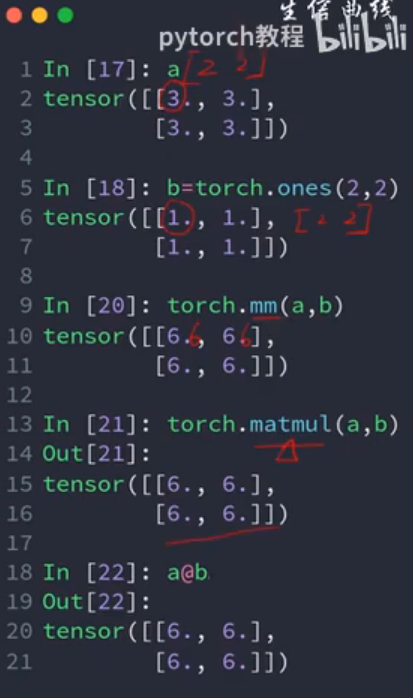 生信曲线
pytorch教程 bilibili
1 In [17]: a [2 2]
2 tensor([[3., 3.],
3 [3., 3.]])
4
5 In [18]: b=torch.ones(2,2)
6 tensor([[1., 1.], [2 2]
7 [1., 1.]])
8
9 In [20]: torch.mm(a,b)
10 tensor([[6., 6 6., 6],
11 [6., 6.]])
12
13 In [21]: torch.matmul(a,b)
14 Out[21]:
15 tensor([[6., 6.],
16 [6., 6.]])
17
18 In [22]: a@b
19 Out[22]:
20 tensor([[6., 6.],
21 [6., 6.]])